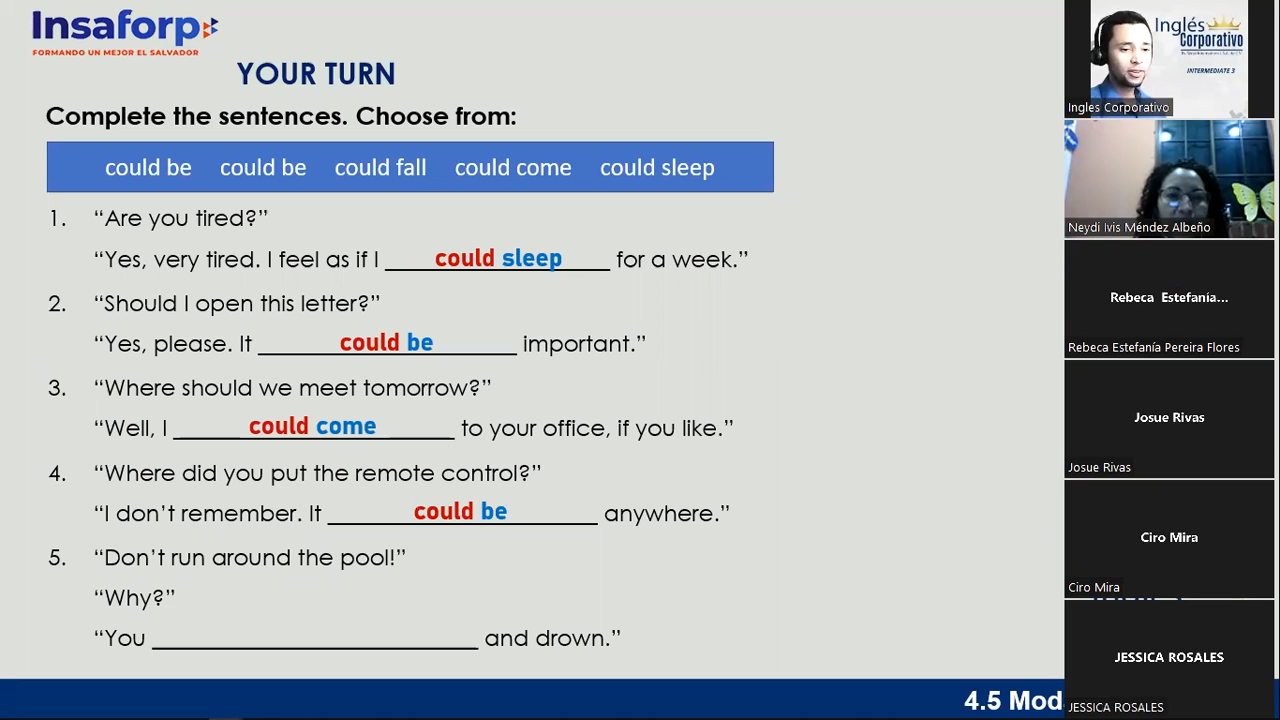 Insaforp
FORMANDO UN MEJOR EL SALVADOR
YOUR TURN
Complete the sentences. Choose from:
could be could be could fall could come could sleep
1. “Are you tired?”
“Yes, very tired. I feel as if I could sleep for a week.”
2. “Should I open this letter?”
“Yes, please. It could be important.”
3. “Where should we meet tomorrow?”
“Well, I could come to your office, if you like.”
4. “Where did you put the remote control?”
“I don’t remember. It could be anywhere.”
5. “Don’t run around the pool!”
“Why?”
“You ______________________ and drown.”
4.5 Mod
Inglés
Corporativo
INTERMEDIATE 3
Ingles Corporativo
Neydi Ivis Méndez Albeño
Rebeca Estefanía...
Rebeca Estefanía Pereira Flores
Josue Rivas
Josue Rivas
Ciro Mira
Ciro Mira
JESSICA ROSALES
JESSICA ROSALES